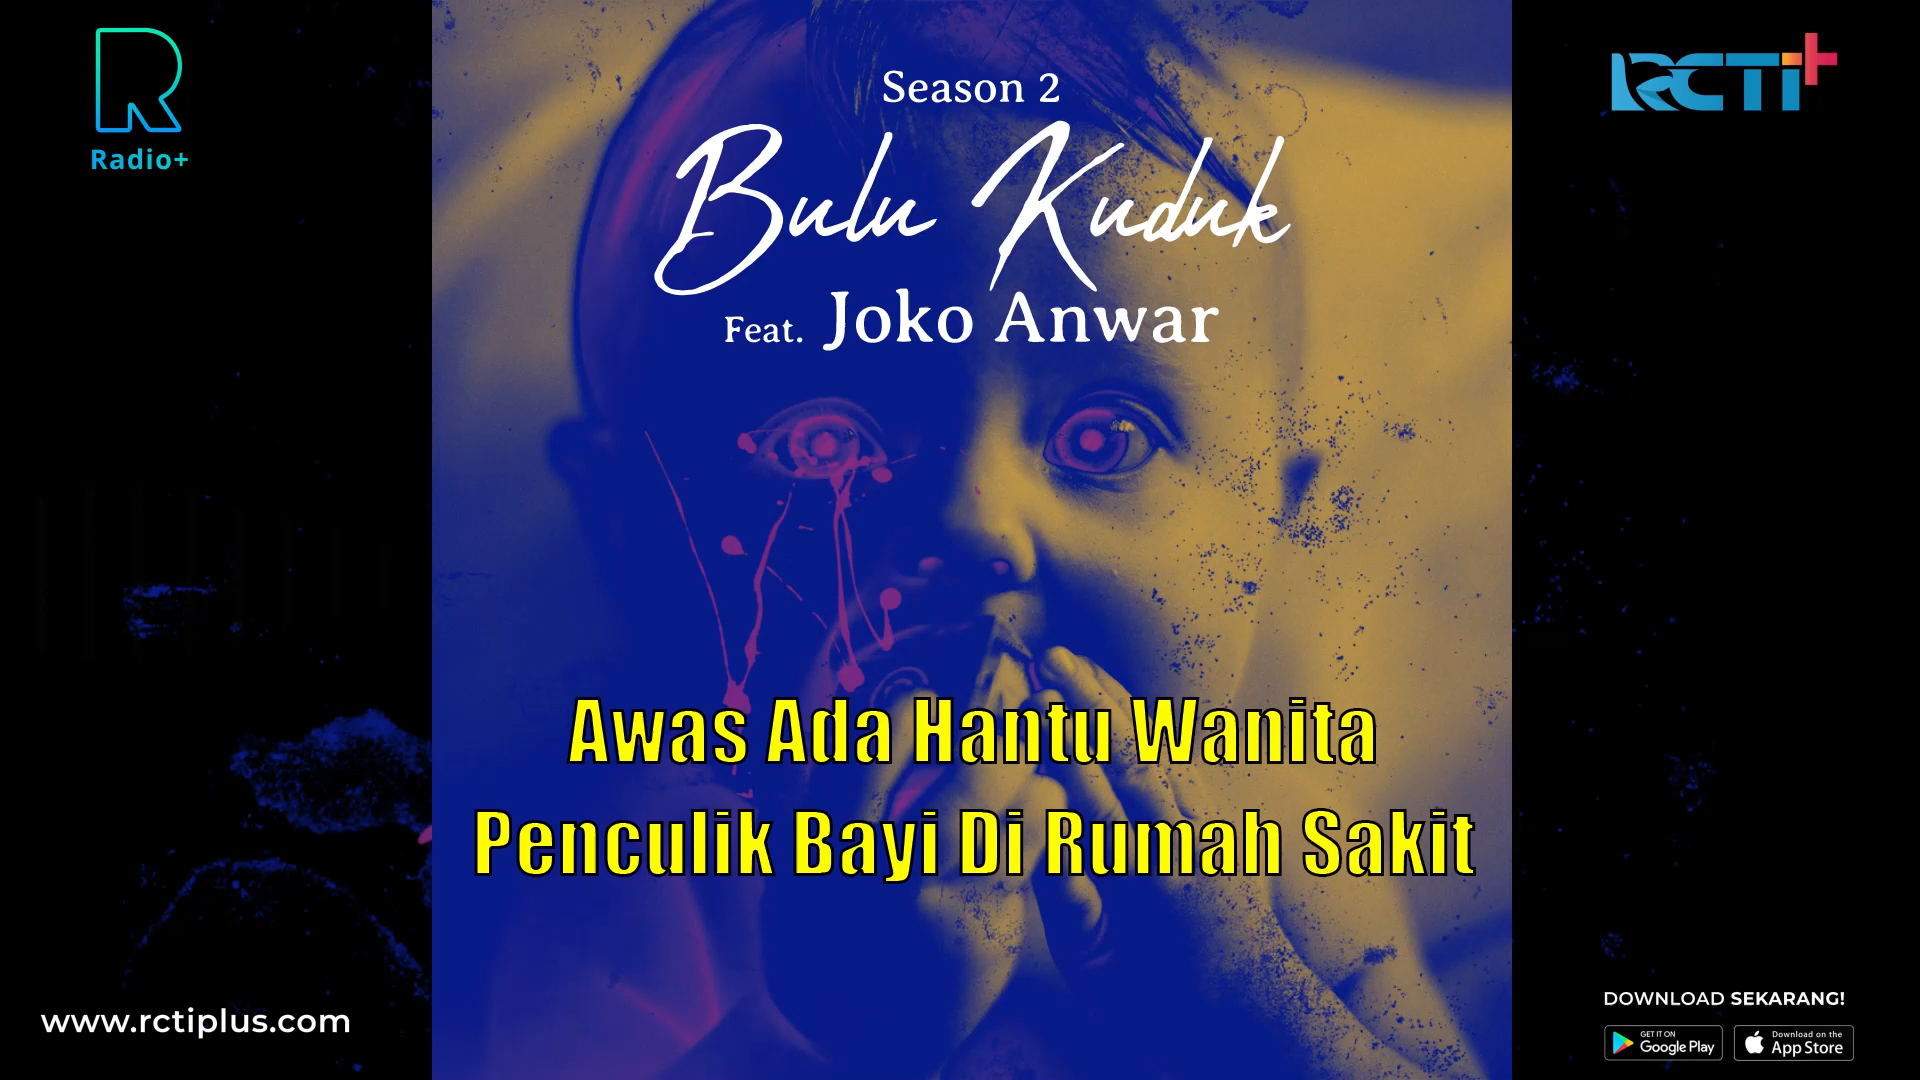 Radio+
RCTI+
Season 2
Bulu Kuduk
Feat. Joko Anwar
Awas Ada Hantu Wanita
Penculik Bayi Di Rumah Sakit
www.rctiplus.com
DOWNLOAD SEKARANG!
GET IT ON
Google Play
Download on the
App Store